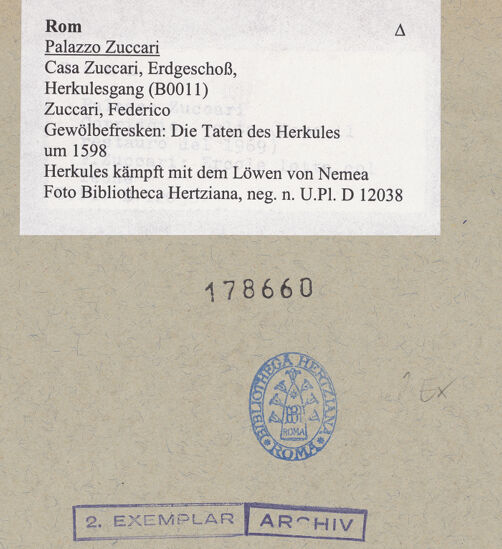 Rom Δ
Palazzo Zuccari
Casa Zuccari, Erdgeschoß,
Herkulesgang (B0011)
Zuccari, Federico
Gewölbefresken: Die Taten des Herkules
um 1598
Herkules kämpft mit dem Löwen von Nemea
Foto Bibliotheca Hertziana, neg. n. U.Pl. D 12038
178660
BIBLIOTHECA HERTZIANA
ROMA
ROMA
2. EXEMPLAR ARCHIV